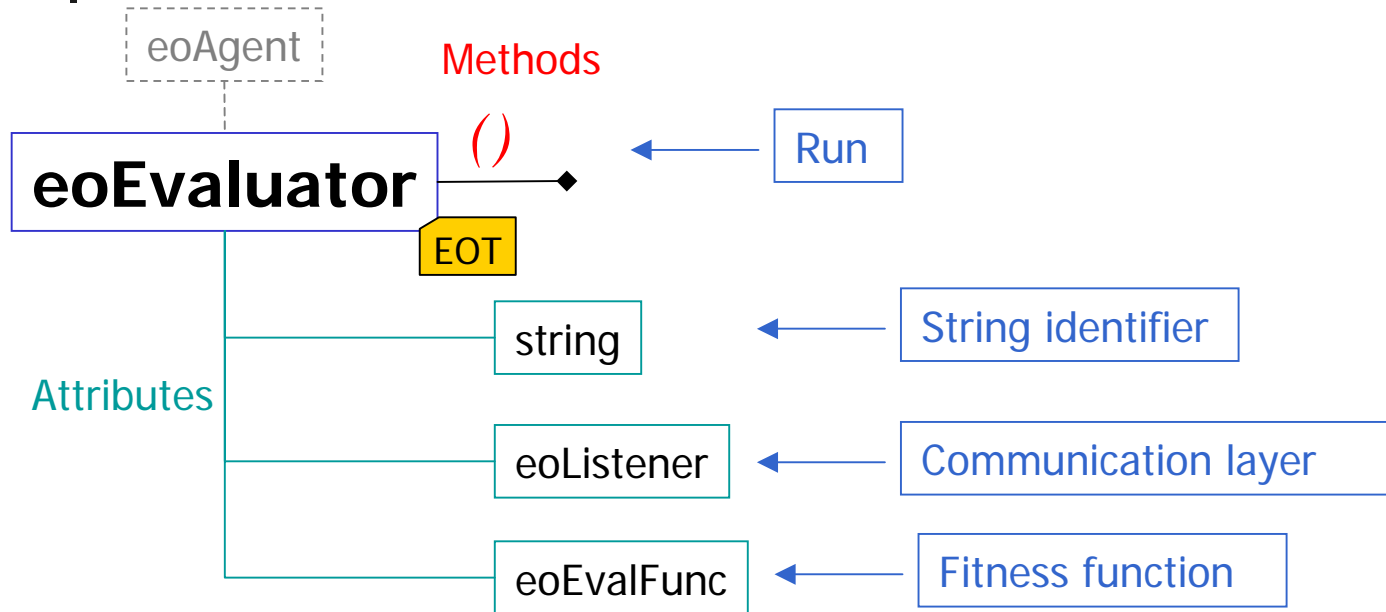 eoAgent
Methods
()
Run
eoEvaluator
EOT
string
String identifier
Attributes
eoListener
Communication layer
eoEvalFunc
Fitness function